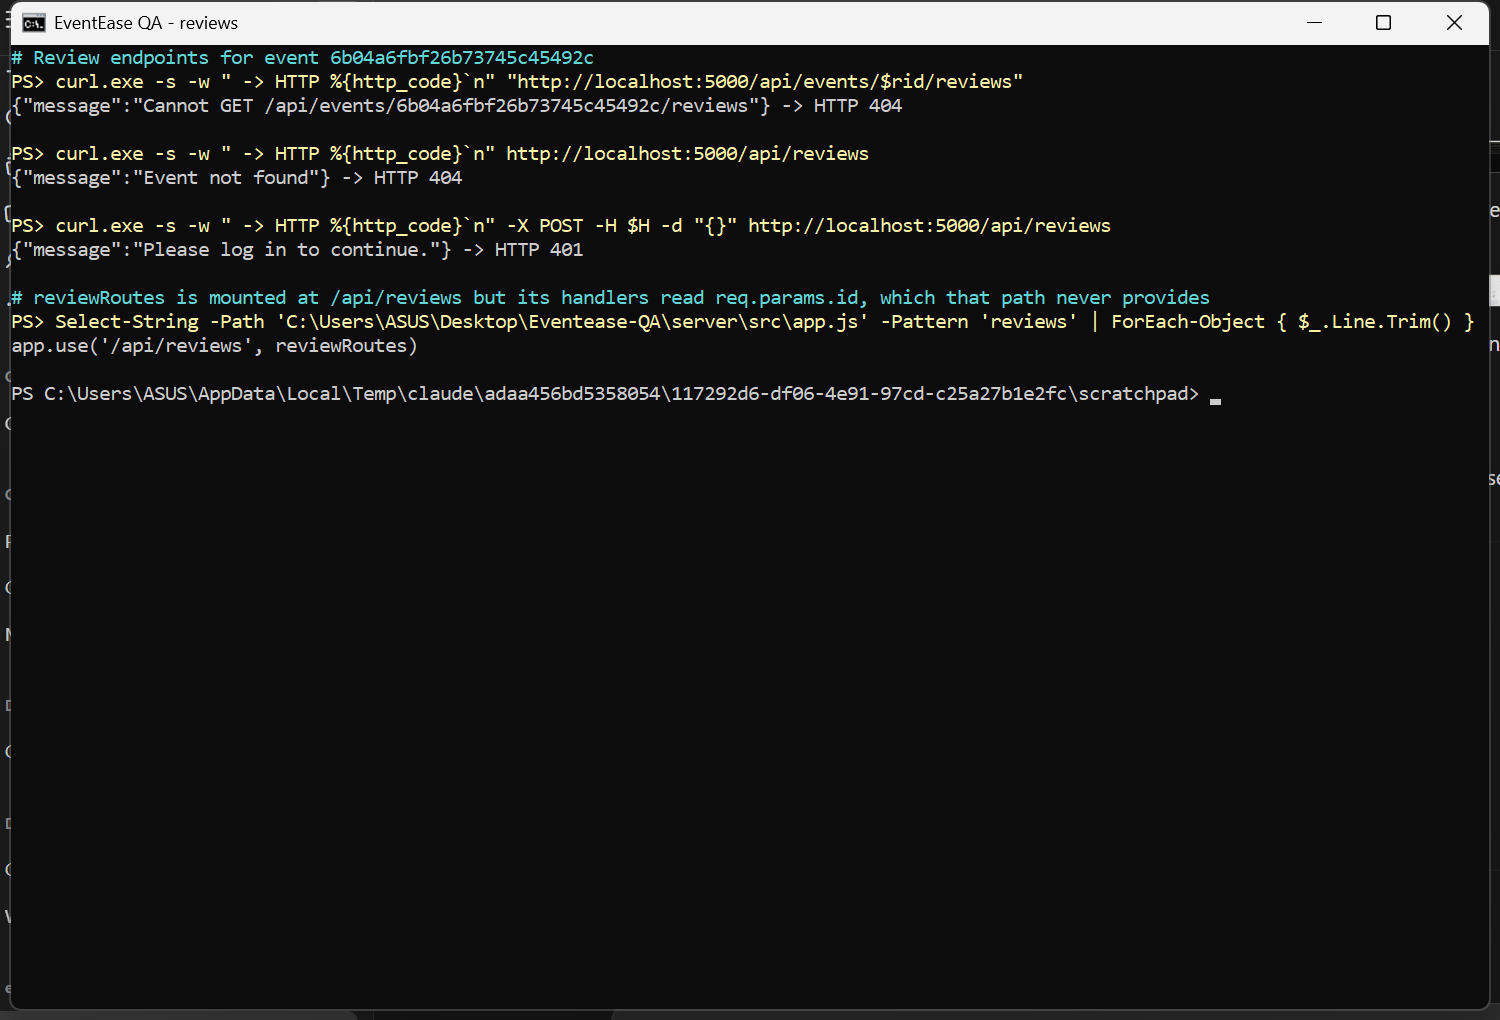 EventEase QA - reviews
# Review endpoints for event 6b04a6fbf26b73745c45492c
PS> curl.exe -s -w " -> HTTP %{http_code}`n" "http://localhost:5000/api/events/$rid/reviews"
{"message":"Cannot GET /api/events/6b04a6fbf26b73745c45492c/reviews"} -> HTTP 404
PS> curl.exe -s -w " -> HTTP %{http_code}`n" http://localhost:5000/api/reviews
{"message":"Event not found"} -> HTTP 404
PS> curl.exe -s -w " -> HTTP %{http_code}`n" -X POST -H $H -d "{}" http://localhost:5000/api/reviews
{"message":"Please log in to continue."} -> HTTP 401
# reviewRoutes is mounted at /api/reviews but its handlers read req.params.id, which that path never provides
PS> Select-String -Path 'C:\Users\ASUS\Desktop\Eventease-QA\server\src\app.js' -Pattern 'reviews' | ForEach-Object { $_.Line.Trim() }
app.use('/api/reviews', reviewRoutes)
PS C:\Users\ASUS\AppData\Local\Temp\claude\adaa456bd5358054\117292d6-df06-4e91-97cd-c25a27b1e2fc\scratchpad>